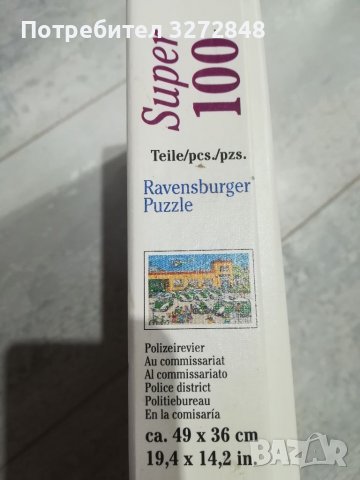 Потребител 3272848
Super
100
Teile/pcs./pzs.
Ravensburger
Puzzle
Polizeirevier
Au commissariat
Al commissariato
Police district
Politiebureau
En la comisaría
ca. 49 x 36 cm
19,4 x 14,2 in.
BAZAR